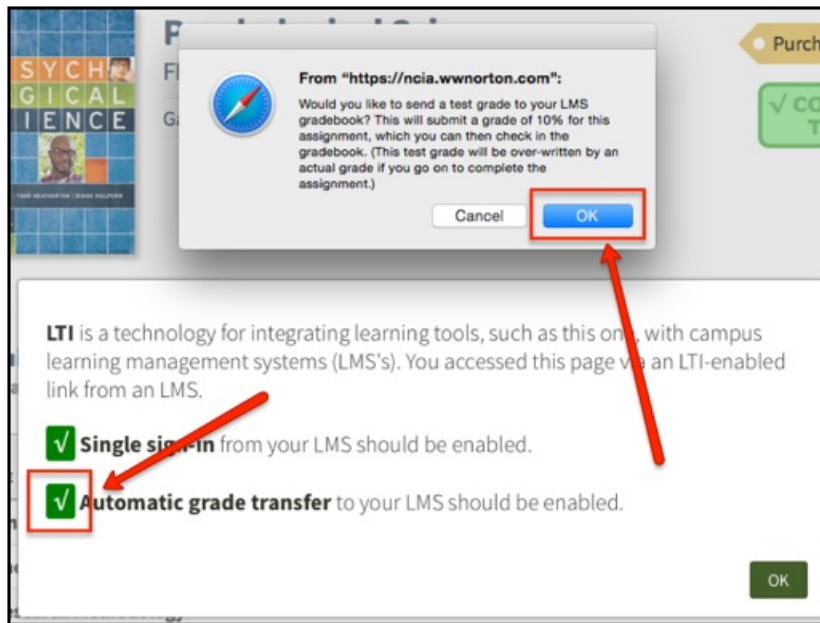 SYCH
GICAL
IENCE
TODD HEATHERTON | DIANE HALPERN
From “https://ncia.wwnorton.com”:
Would you like to send a test grade to your LMS
gradebook? This will submit a grade of 10% for this
assignment, which you can then check in the
gradebook. (This test grade will be over-written by an
actual grade if you go on to complete the
assignment.)
Cancel
OK
Purch
√ CO
T
LTI is a technology for integrating learning tools, such as this one, with campus
learning management systems (LMS's). You accessed this page via an LTI-enabled
link from an LMS.
√ Single sign-in from your LMS should be enabled.
√ Automatic grade transfer to your LMS should be enabled.
OK